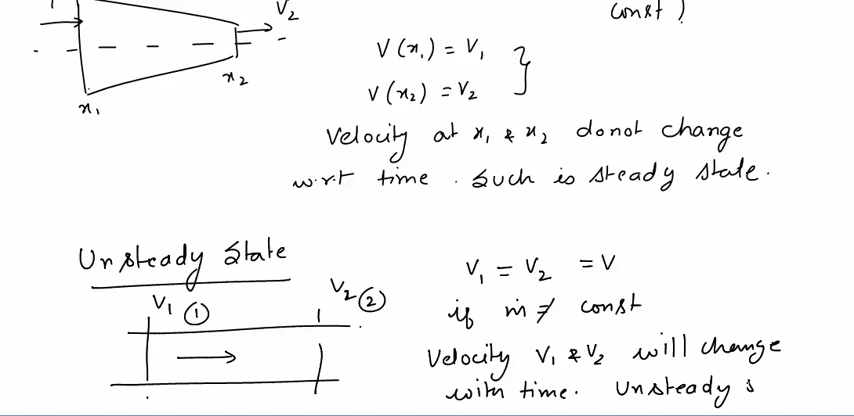 V₂
const )
x₂
x₁
V(x₁) = V₁
V(x₂) = V₂ }
Velocity at x₁ & x₂ donot change
w.r.t time. Such is steady state.
Unsteady State
V₁ ① V₂ ②
V₁ = V₂ = V
if ṁ ≠ const
Velocity V₁ & V₂ will change
with time. Unsteady s